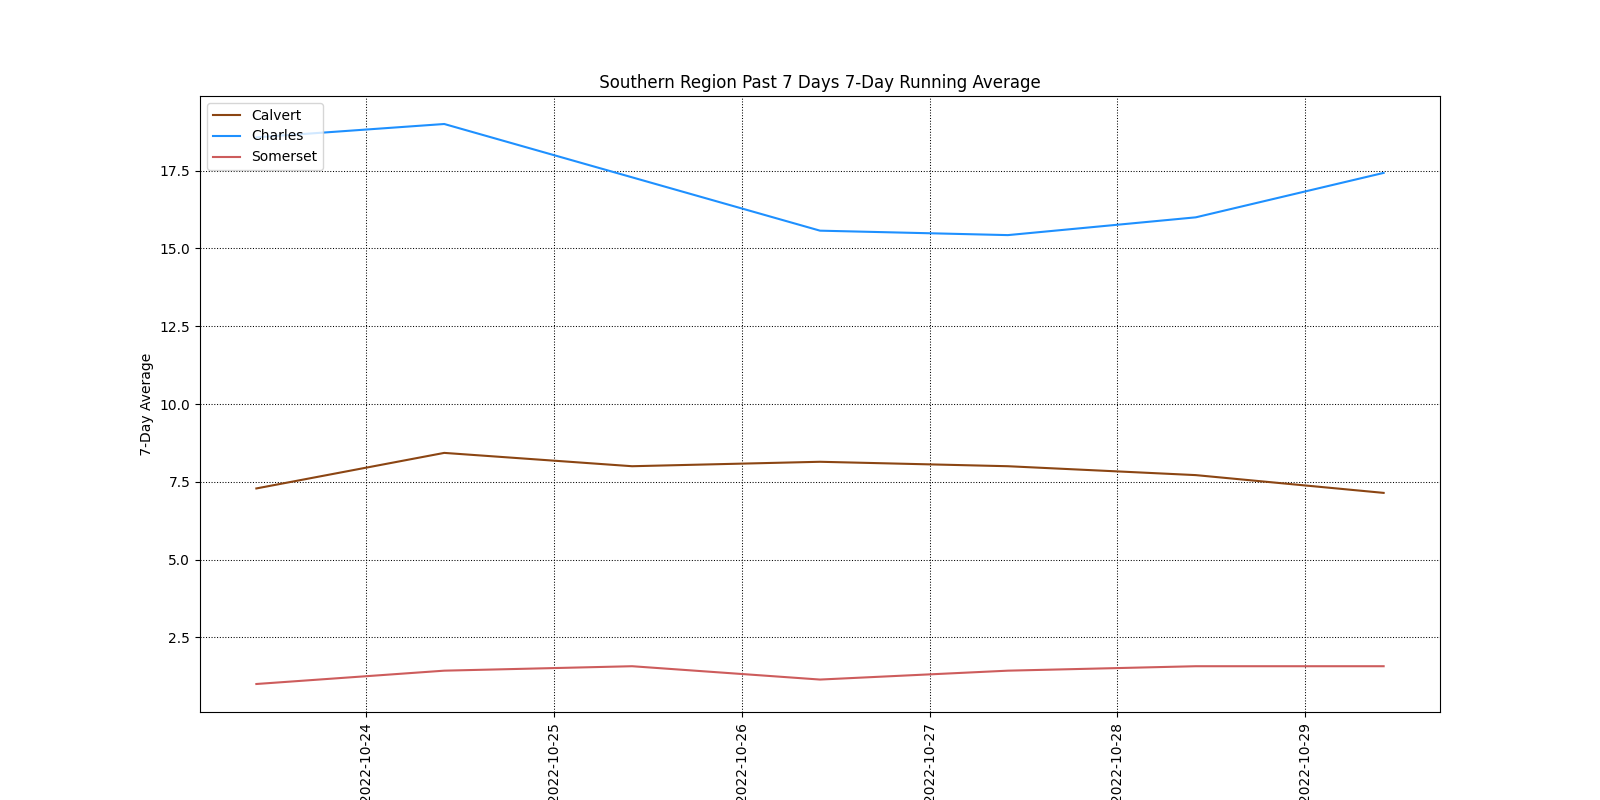 Southern Region Past 7 Days 7-Day Running Average
Calvert
Charles
Somerset
7-Day Average
17.5
15.0
12.5
10.0
7.5
5.0
2.5
2022-10-24
2022-10-25
2022-10-26
2022-10-27
2022-10-28
2022-10-29